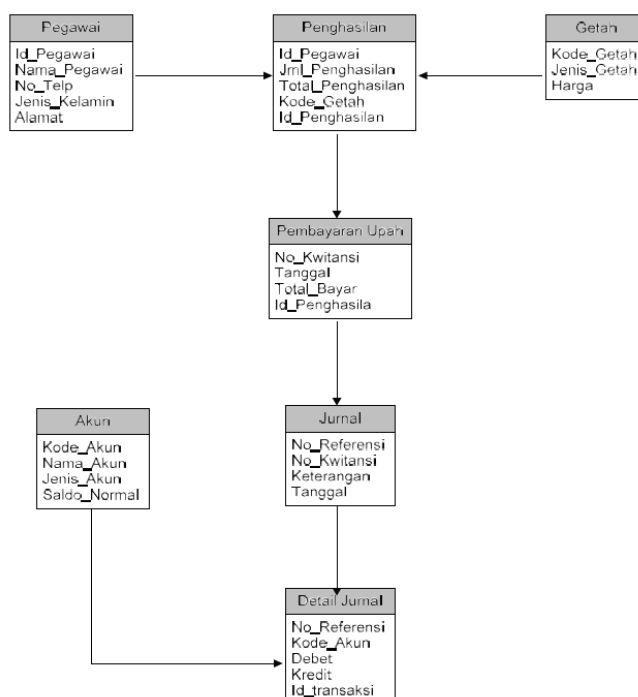 Pegawai
Id_Pegawai
Nama_Pegawai
No_Telp
Jenis_Kelamin
Alamat
Penghasilan
Id_Pegawai
Jml_Penghasilan
Total_Penghasilan
Kode_Getah
Id_Penghasilan
Getah
Kode_Getah
Jenis_Getah
Harga
Pembayaran Upah
No_Kwitansi
Tanggal
Total_Bayar
Id_Penghasila
Akun
Kode_Akun
Nama_Akun
Jenis_Akun
Saldo_Normal
Jurnal
No_Referensi
No_Kwitansi
Keterangan
Tanggal
Detail Jurnal
No_Referensi
Kode_Akun
Debet
Kredit
Id_transaksi